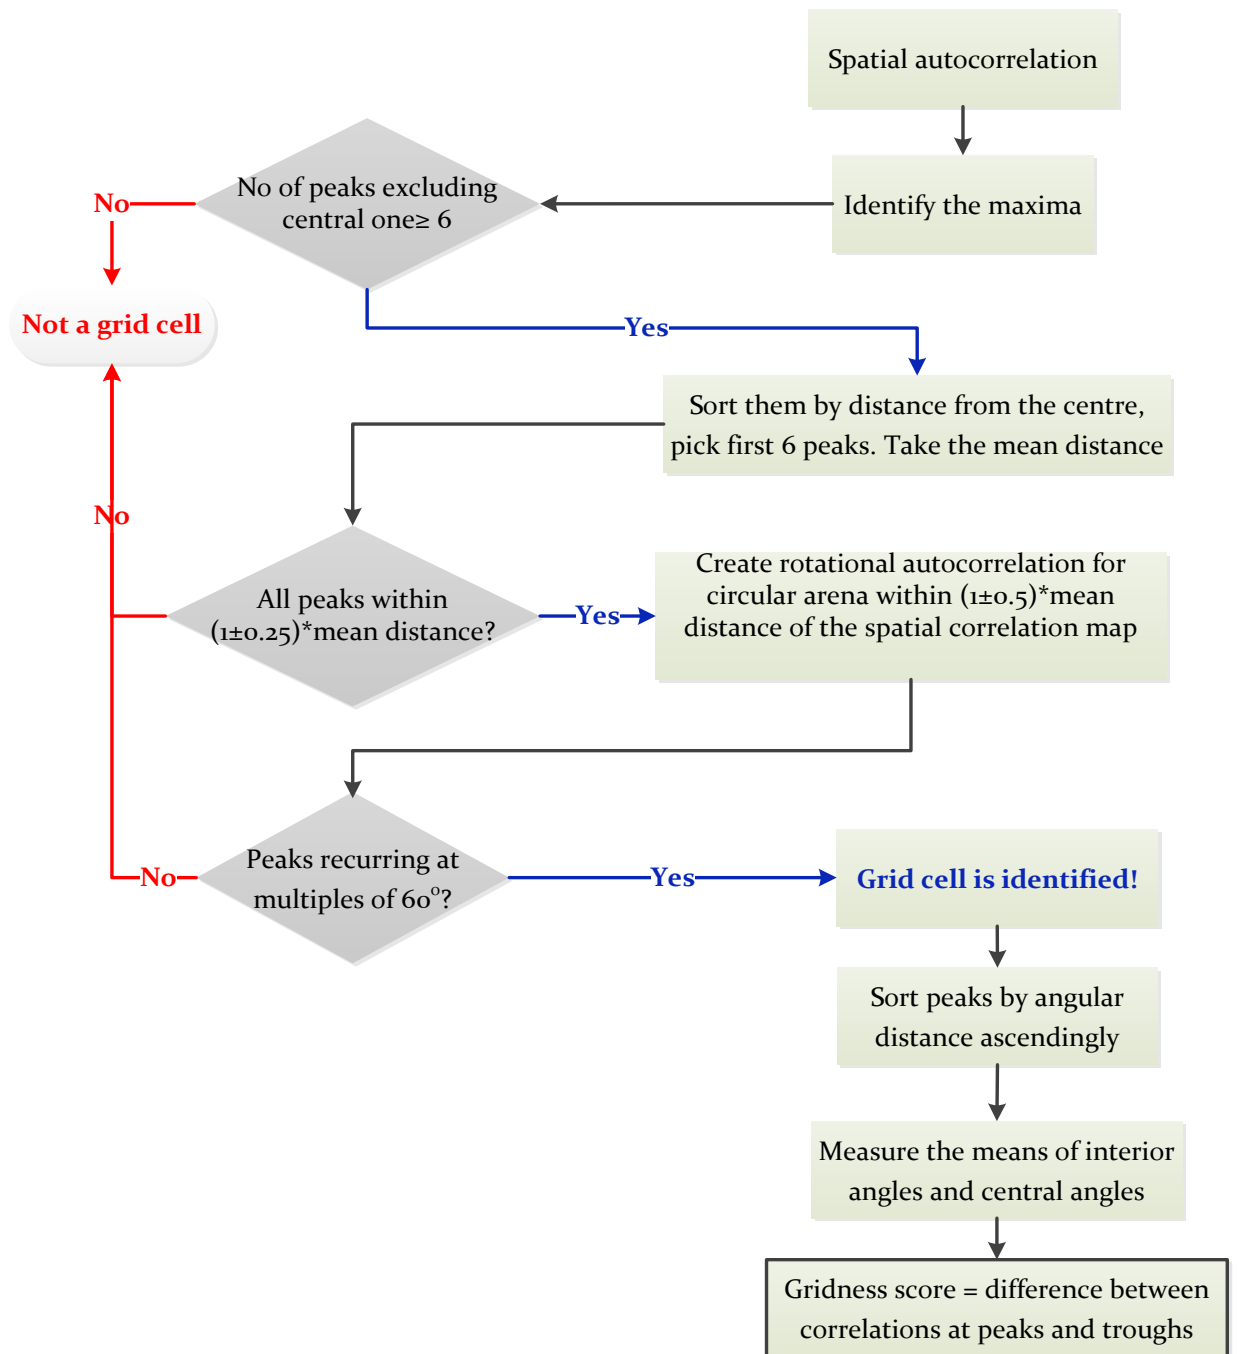 Spatial autocorrelation
Identify the maxima
No of peaks excluding
central one≥ 6
No
Not a grid cell
Yes
Sort them by distance from the centre,
pick first 6 peaks. Take the mean distance
No
All peaks within
(1±0.25)*mean distance?
Yes
Create rotational autocorrelation for
circular arena within (1±0.5)*mean
distance of the spatial correlation map
Peaks recurring at
multiples of 60°?
No
Yes
Grid cell is identified!
Sort peaks by angular
distance ascendingly
Measure the means of interior
angles and central angles
Gridness score = difference between
correlations at peaks and troughs